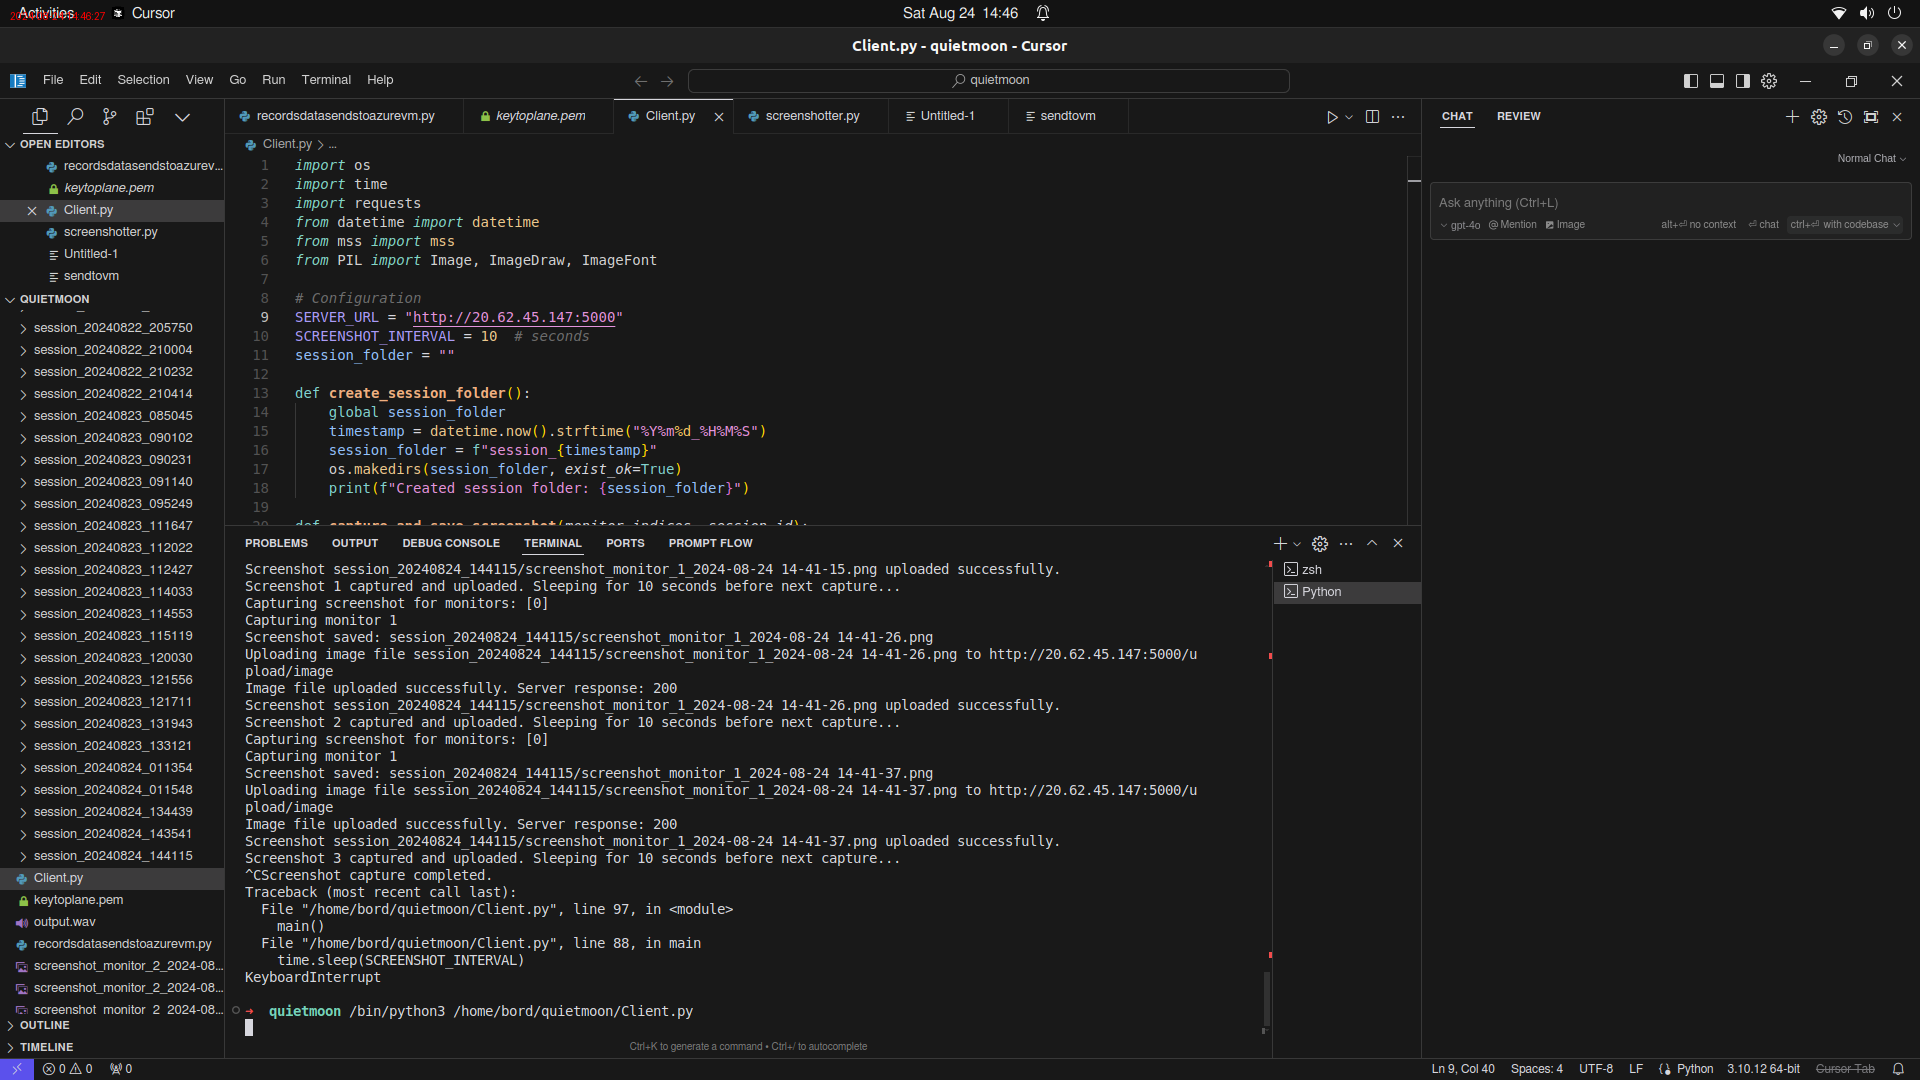 Activities
Cursor
Sat Aug 24 14:46
Client.py - quietmoon - Cursor
File Edit Selection View Go Run Terminal Help
quietmoon
recordsdatasendstoazurevm.py
keytoplane.pem
Client.py
screenshotter.py
Untitled-1
sendtovm
CHAT REVIEW
OPEN EDITORS
recordsdatasendstoazurev...
keytoplane.pem
Client.py
screenshotter.py
Untitled-1
sendtovm
QUIETMOON
session_20240822_205750
session_20240822_210004
session_20240822_210232
session_20240822_210414
session_20240823_085045
session_20240823_090102
session_20240823_090231
session_20240823_091140
session_20240823_095249
session_20240823_111647
session_20240823_112022
session_20240823_112427
session_20240823_114033
session_20240823_114553
session_20240823_115119
session_20240823_120030
session_20240823_121556
session_20240823_121711
session_20240823_131943
session_20240823_133121
session_20240824_011354
session_20240824_011548
session_20240824_134439
session_20240824_143541
session_20240824_144115
Client.py
keytoplane.pem
output.wav
recordsdatasendstoazurevm.py
screenshot_monitor_2_2024-08...
screenshot_monitor_2_2024-08...
screenshot_monitor_2_2024-08...
OUTLINE
TIMELINE
Client.py > ...
1 import os
2 import time
3 import requests
4 from datetime import datetime
5 from mss import mss
6 from PIL import Image, ImageDraw, ImageFont
7
8 # Configuration
9 SERVER_URL = "http://20.62.45.147:5000"
10 SCREENSHOT_INTERVAL = 10  # seconds
11 session_folder = ""
12
13 def create_session_folder():
14     global session_folder
15     timestamp = datetime.now().strftime("%Y%m%d_%H%M%S")
16     session_folder = f"session_{timestamp}"
17     os.makedirs(session_folder, exist_ok=True)
18     print(f"Created session folder: {session_folder}")
19
20 def capture_and_save_screenshot(monitor_indices, session_id):
PROBLEMS OUTPUT DEBUG CONSOLE TERMINAL PORTS PROMPT FLOW
Screenshot session_20240824_144115/screenshot_monitor_1_2024-08-24 14-41-15.png uploaded successfully.
Screenshot 1 captured and uploaded. Sleeping for 10 seconds before next capture...
Capturing screenshot for monitors: [0]
Capturing monitor 1
Screenshot saved: session_20240824_144115/screenshot_monitor_1_2024-08-24 14-41-26.png
Uploading image file session_20240824_144115/screenshot_monitor_1_2024-08-24 14-41-26.png to http://20.62.45.147:5000/u
pload/image
Image file uploaded successfully. Server response: 200
Screenshot session_20240824_144115/screenshot_monitor_1_2024-08-24 14-41-26.png uploaded successfully.
Screenshot 2 captured and uploaded. Sleeping for 10 seconds before next capture...
Capturing screenshot for monitors: [0]
Capturing monitor 1
Screenshot saved: session_20240824_144115/screenshot_monitor_1_2024-08-24 14-41-37.png
Uploading image file session_20240824_144115/screenshot_monitor_1_2024-08-24 14-41-37.png to http://20.62.45.147:5000/u
pload/image
Image file uploaded successfully. Server response: 200
Screenshot session_20240824_144115/screenshot_monitor_1_2024-08-24 14-41-37.png uploaded successfully.
Screenshot 3 captured and uploaded. Sleeping for 10 seconds before next capture...
^CScreenshot capture completed.
Traceback (most recent call last):
  File "/home/bord/quietmoon/Client.py", line 97, in <module>
    main()
  File "/home/bord/quietmoon/Client.py", line 88, in main
    time.sleep(SCREENSHOT_INTERVAL)
KeyboardInterrupt
➜  quietmoon /bin/python3 /home/bord/quietmoon/Client.py
Ctrl+K to generate a command • Ctrl+/ to autocomplete
zsh
Python
Normal Chat
Ask anything (Ctrl+L)
gpt-4o @ Mention Image
alt+⏎ no context ⏎ chat ctrl+⏎ with codebase
0 0 0
Ln 9, Col 40 Spaces: 4 UTF-8 LF Python 3.10.12 64-bit Cursor Tab